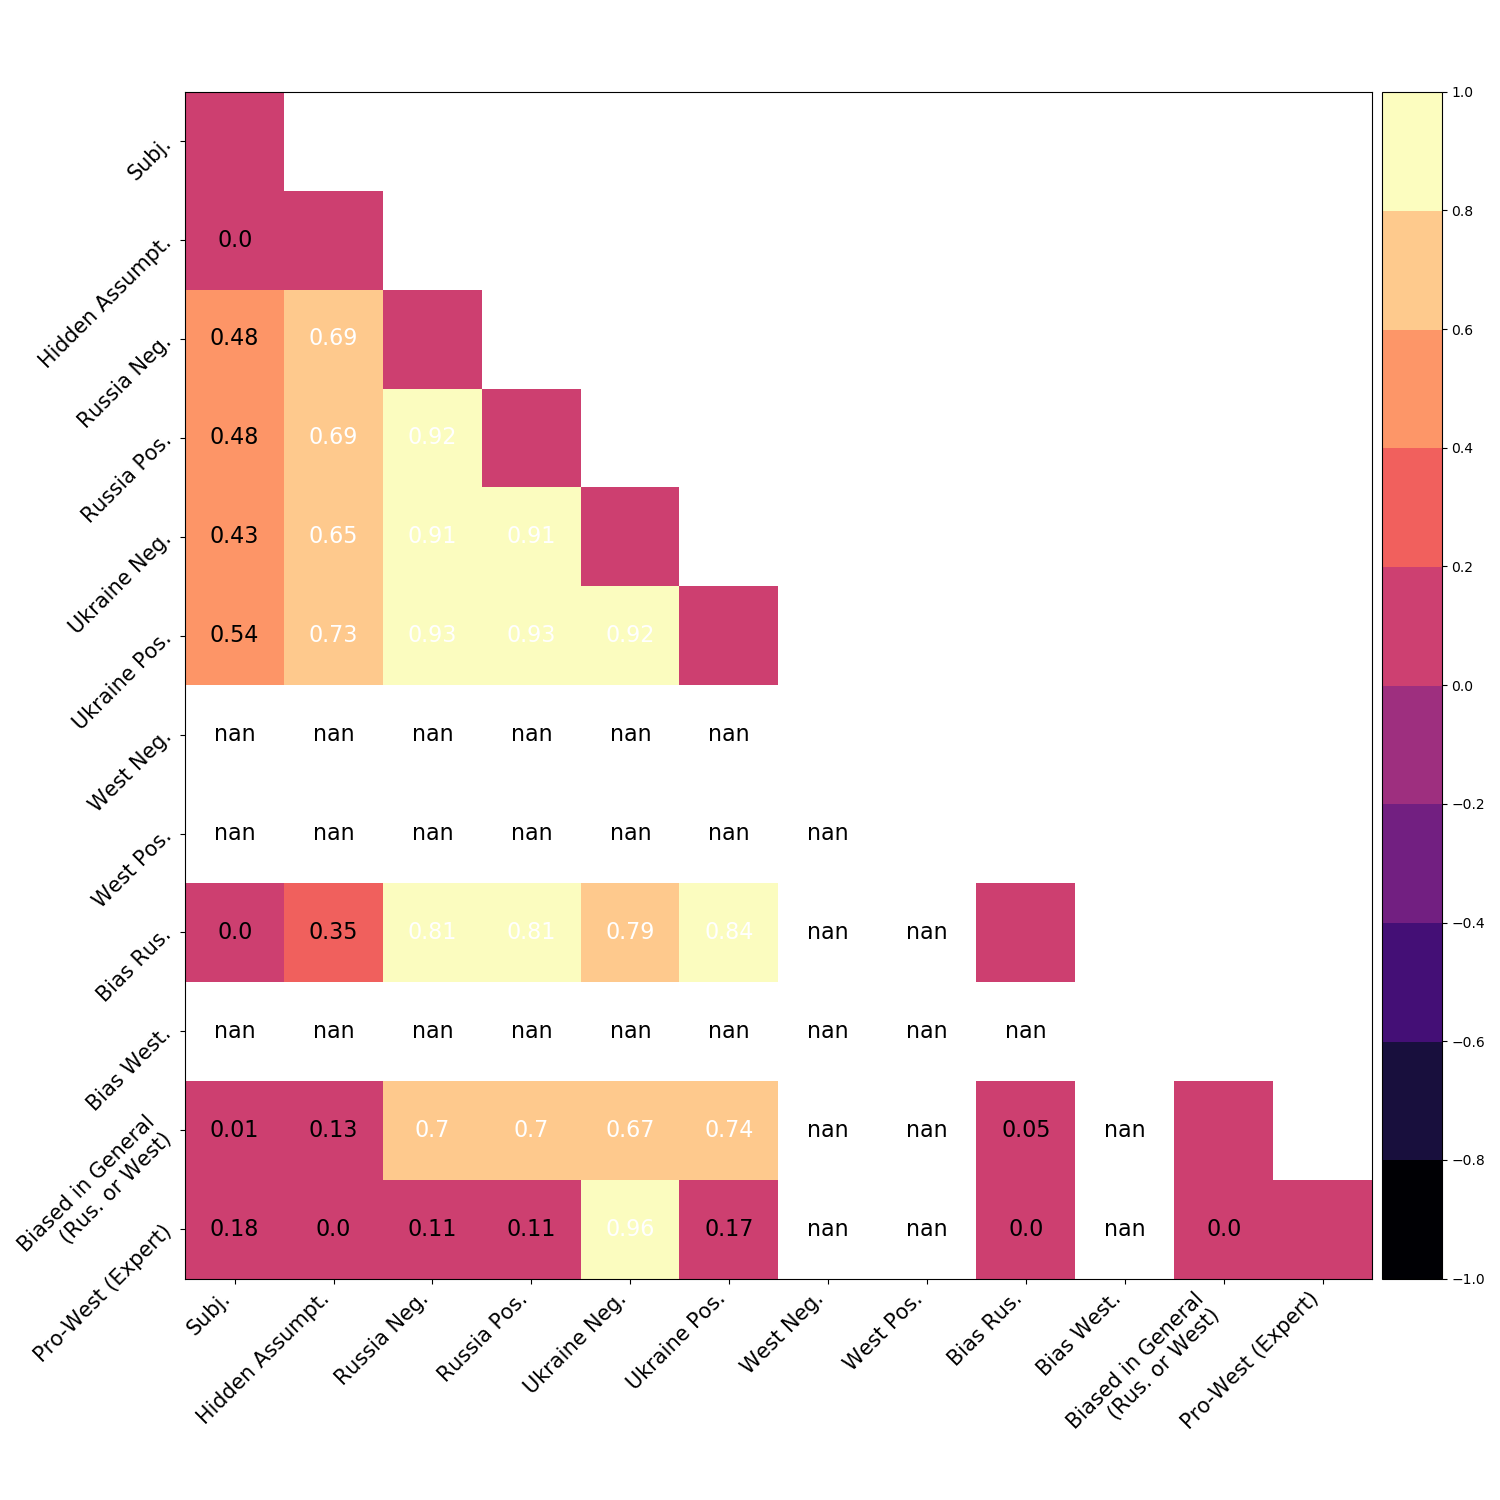 Subj.
Hidden Assumpt.
0.0
Russia Neg.
0.48 0.69
Russia Pos.
0.48 0.69 0.92
Ukraine Neg.
0.43 0.65 0.91 0.91
Ukraine Pos.
0.54 0.73 0.93 0.93 0.92
West Neg.
nan nan nan nan nan nan
West Pos.
nan nan nan nan nan nan nan
Bias Rus.
0.0 0.35 0.81 0.81 0.79 0.84 nan nan
Bias West.
nan nan nan nan nan nan nan nan nan
Biased in General
(Rus. or West)
0.01 0.13 0.7 0.7 0.67 0.74 nan nan 0.05 nan
Pro-West (Expert)
0.18 0.0 0.11 0.11 0.96 0.17 nan nan 0.0 nan 0.0
Subj.
Hidden Assumpt.
Russia Neg.
Russia Pos.
Ukraine Neg.
Ukraine Pos.
West Neg.
West Pos.
Bias Rus.
Bias West.
Biased in General
(Rus. or West)
Pro-West (Expert)
1.0
0.8
0.6
0.4
0.2
0.0
−0.2
−0.4
−0.6
−0.8
−1.0